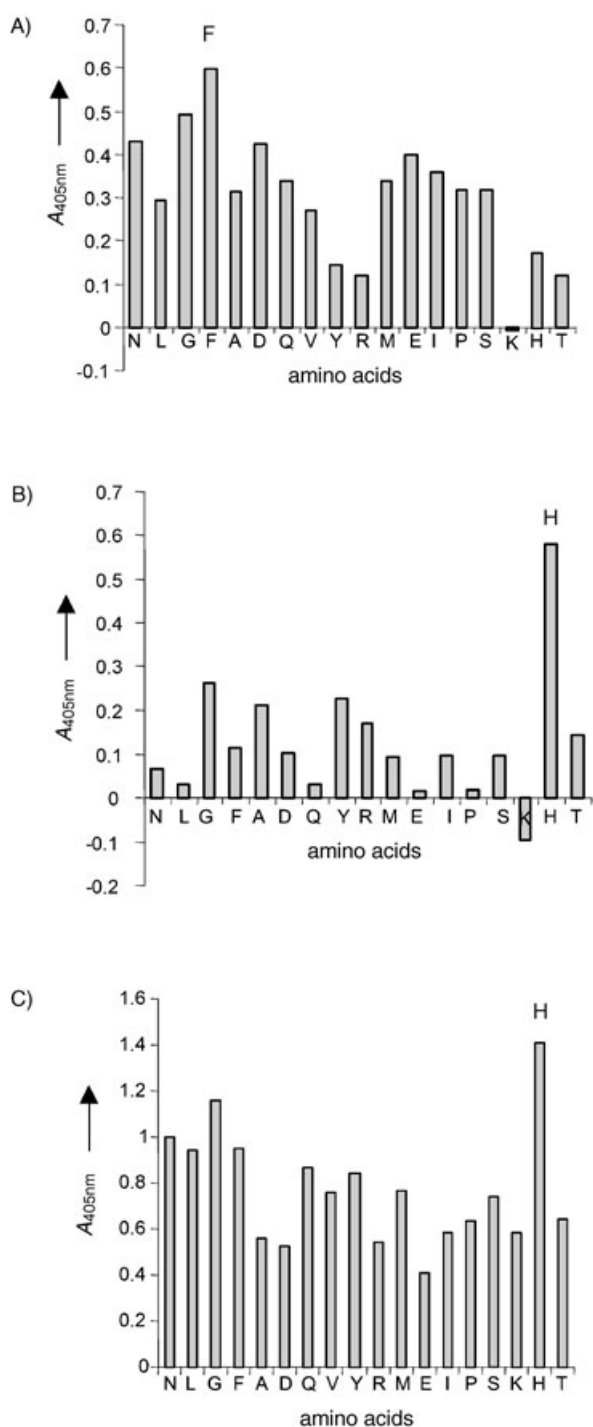 A)
F
0.7
0.6
0.5
0.4
0.3
0.2
0.1
0
-0.1
A405nm
N L G F A D Q V Y R M E I P S K H T
amino acids
B)
H
0.7
0.6
0.5
0.4
0.3
0.2
0.1
0
-0.1
-0.2
A405nm
N L G F A D Q Y R M E I P S K H T
amino acids
C)
H
1.6
1.4
1.2
1
0.8
0.6
0.4
0.2
0
A405nm
N L G F A D Q V Y R M E I P S K H T
amino acids